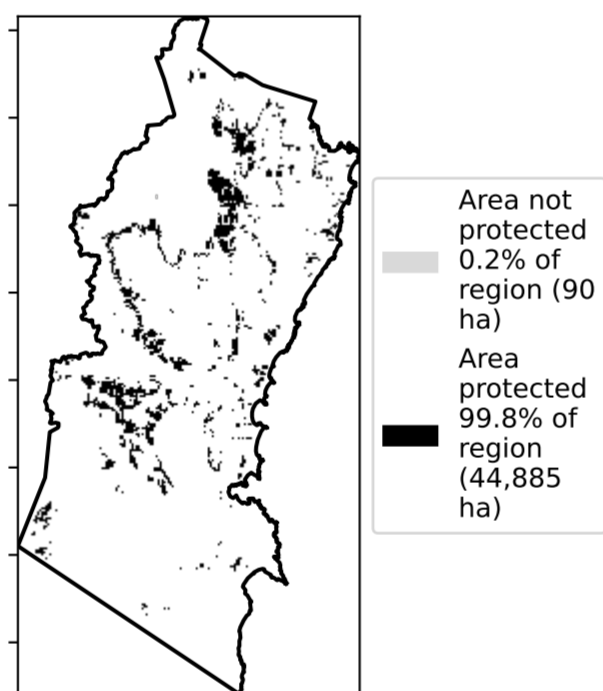 Area not
protected
0.2% of
region (90
ha)
Area
protected
99.8% of
region
(44,885
ha)